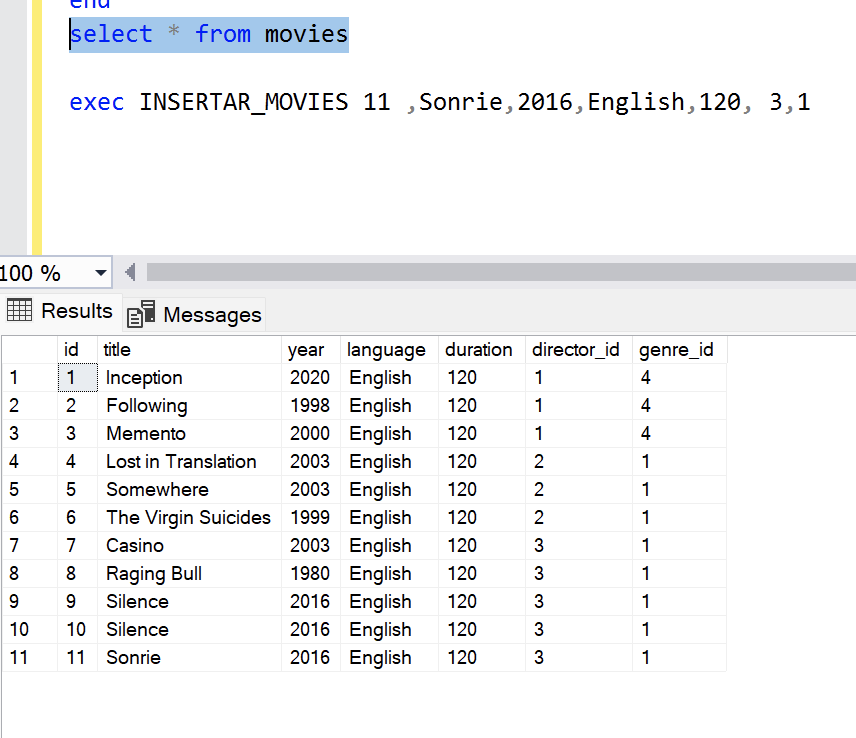 end
select * from movies
exec INSERTAR_MOVIES 11 ,Sonrie,2016,English,120, 3,1
100 %
Results Messages
id title year language duration director_id genre_id
1 1 Inception 2020 English 120 1 4
2 2 Following 1998 English 120 1 4
3 3 Memento 2000 English 120 1 4
4 4 Lost in Translation 2003 English 120 2 1
5 5 Somewhere 2003 English 120 2 1
6 6 The Virgin Suicides 1999 English 120 2 1
7 7 Casino 2003 English 120 3 1
8 8 Raging Bull 1980 English 120 3 1
9 9 Silence 2016 English 120 3 1
10 10 Silence 2016 English 120 3 1
11 11 Sonrie 2016 English 120 3 1